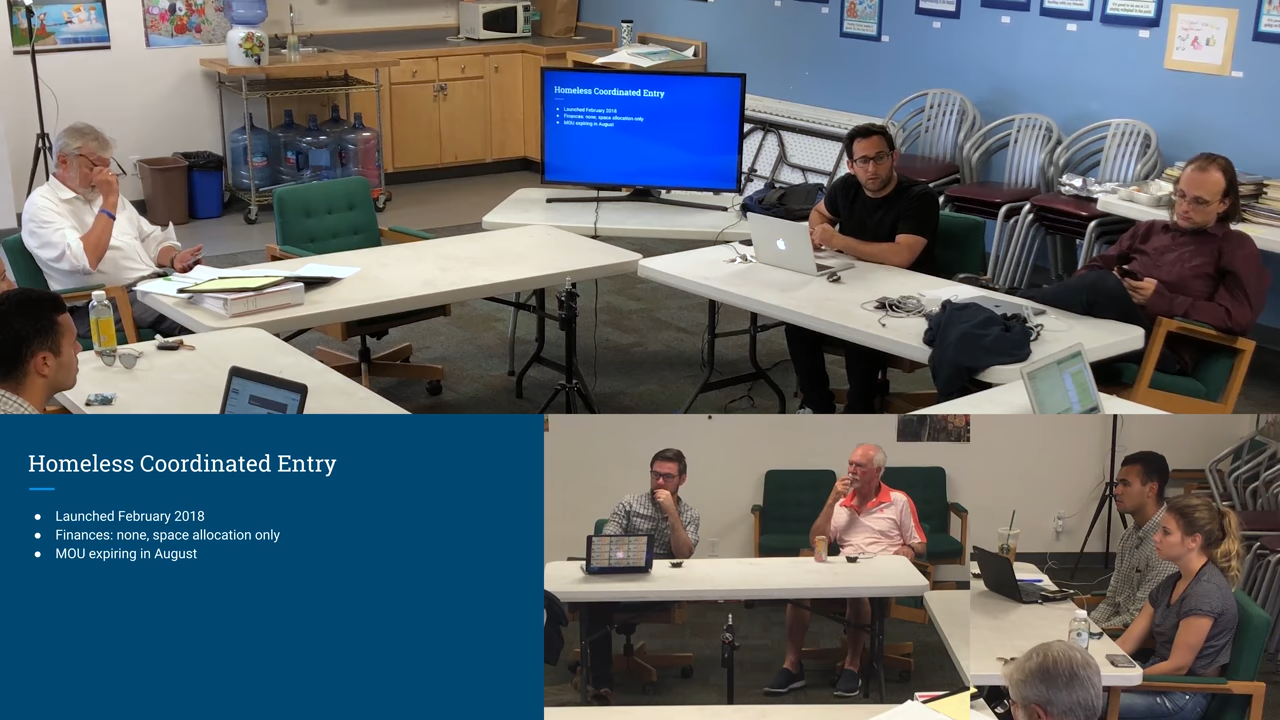 Homeless Coordinated Entry
Launched February 2018
Finances: none, space allocation only
MOU expiring in August
Homeless Coordinated Entry
Launched February 2018
Finances: none, space allocation only
MOU expiring in August